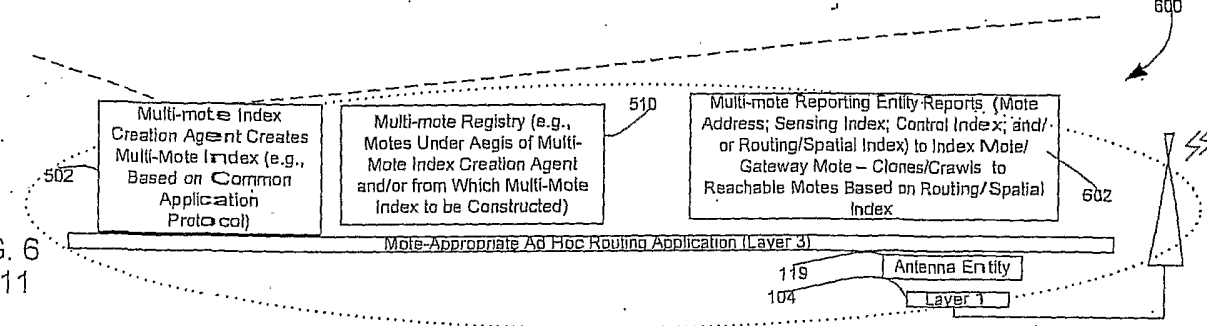 600
Multi-mote Index
Creation Agent Creates
Multi-Mote Index (e.g.,
Based on Common
Application
Protocol)
502
Multi-mote Registry (e.g.,
Motes Under Aegis of Multi-
Mote Index Creation Agent
and/or from Which Multi-Mote
Index to be Constructed)
510
Multi-mote Reporting Entity Reports (Mote
Address; Sensing Index; Control Index; and/
or Routing/Spatial Index) to Index Mote/
Gateway Mote – Clones/Crawls to
Reachable Motes Based on Routing/Spatial
Index
602
Mote-Appropriate Ad Hoc Routing Application (Layer 3)
119
Antenna Entity
104
Layer 1
G. 6
11